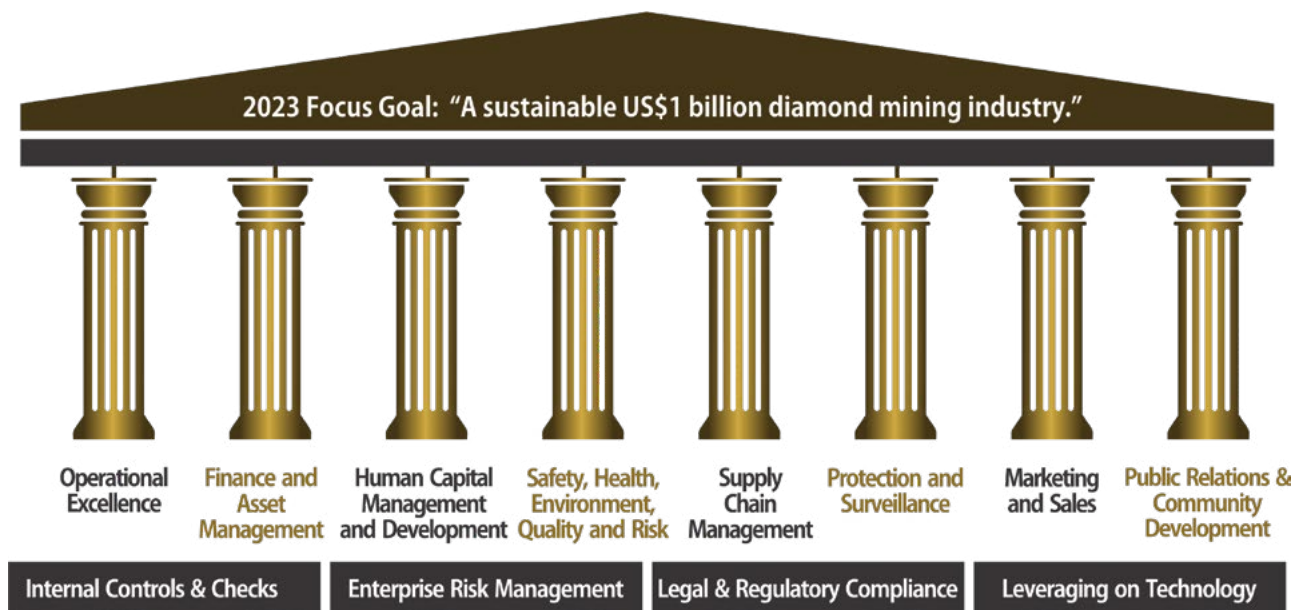 2023 Focus Goal: “A sustainable US$1 billion diamond mining industry.”
Operational
Excellence
Finance and
Asset
Management
Human Capital
Management
and Development
Safety, Health,
Environment,
Quality and Risk
Supply
Chain
Management
Protection and
Surveillance
Marketing
and Sales
Public Relations &
Community
Development
Internal Controls & Checks
Enterprise Risk Management
Legal & Regulatory Compliance
Leveraging on Technology